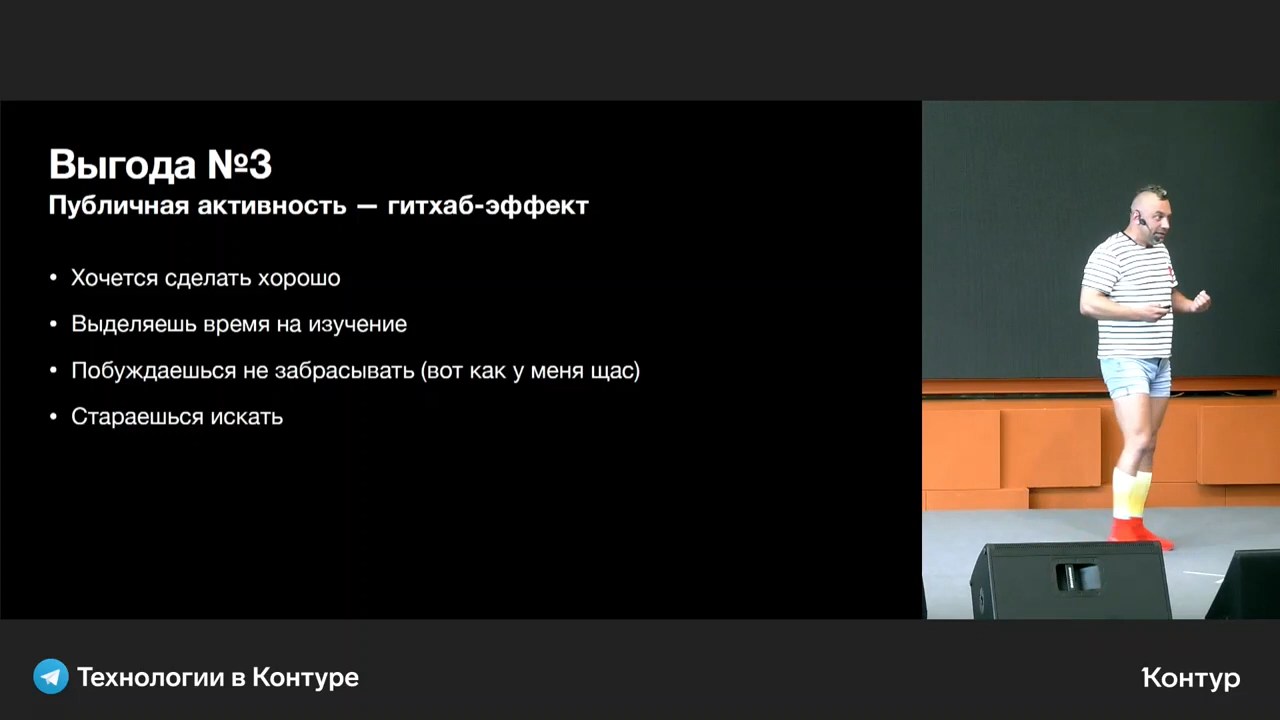 Выгода №3
Публичная активность — гитхаб-эффект
• Хочется сделать хорошо
• Выделяешь время на изучение
• Побуждаешься не забрасывать (вот как у меня щас)
• Стараешься искать
Технологии в Контуре
Контур